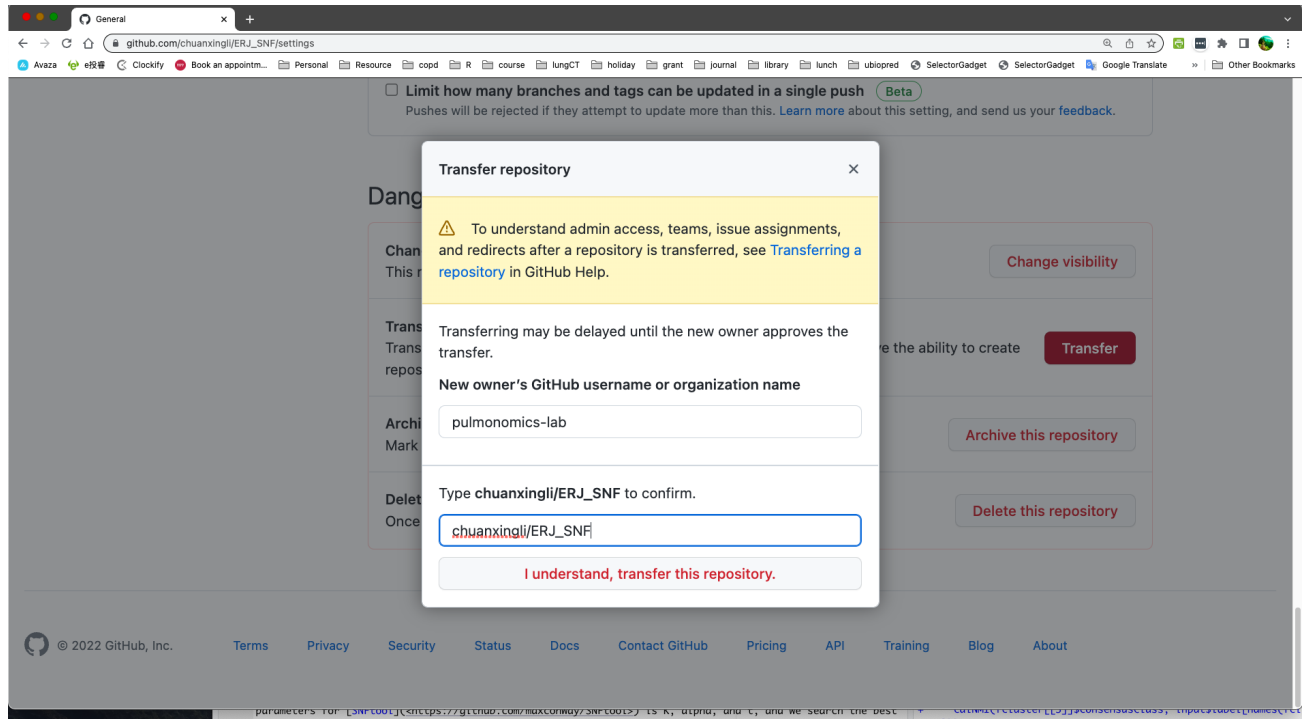 General
github.com/chuanxingli/ERJ_SNF/settings
Avaza e投睿 Clockify Book an appointm... Personal Resource copd R course lungCT holiday grant journal library lunch ubiopred SelectorGadget SelectorGadget Google Translate » Other Bookmarks
Limit how many branches and tags can be updated in a single push Beta
Pushes will be rejected if they attempt to update more than this. Learn more about this setting, and send us your feedback.
Transfer repository
Dang
To understand admin access, teams, issue assignments,
and redirects after a repository is transferred, see Transferring a
repository in GitHub Help.
Chan
This r
Change visibility
Transferring may be delayed until the new owner approves the
transfer.
Trans
Trans
repos
e the ability to create
Transfer
New owner’s GitHub username or organization name
pulmonomics-lab
Archi
Mark
Archive this repository
Type chuanxingli/ERJ_SNF to confirm.
chuanxingli/ERJ_SNF
Delet
Once
Delete this repository
I understand, transfer this repository.
© 2022 GitHub, Inc. Terms Privacy Security Status Docs Contact GitHub Pricing API Training Blog About